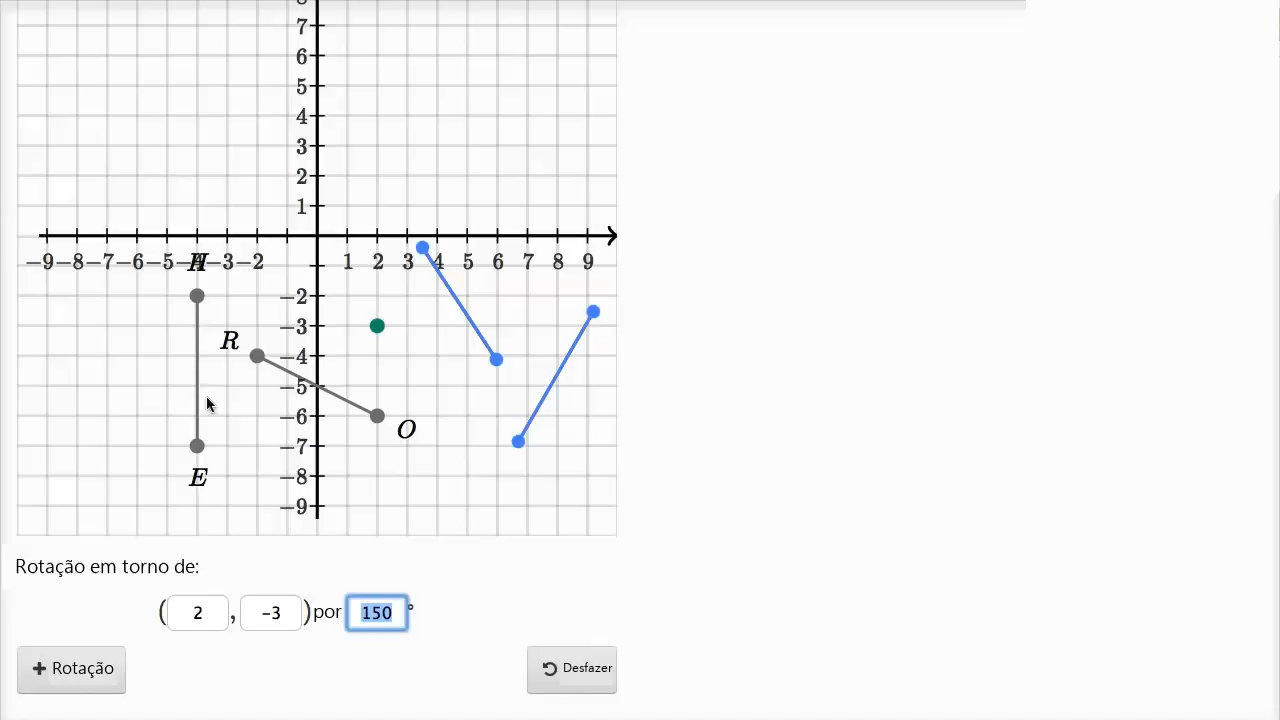 8
7
6
5
4
3
2
1
−9 −8 −7 −6 −5 −3 −2 1 2 3 4 5 6 7 8 9
H
−2
−3
R
−4
−5
−6
O
−7
E
−8
−9
Rotação em torno de:
( 2 , −3 ) por 150 °
+ Rotação
Desfazer